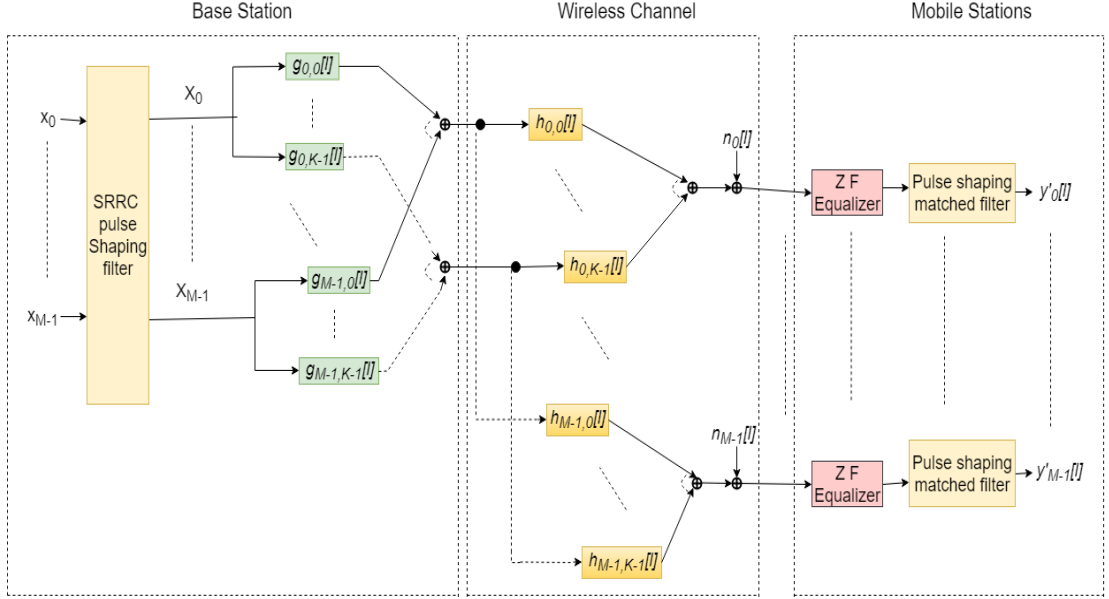 Base Station
Wireless Channel
Mobile Stations
x0
xM-1
SRRC
pulse
Shaping
filter
X0
XM-1
g0,0[l]
g0,K-1[l]
gM-1,0[l]
gM-1,K-1[l]
h0,0[l]
h0,K-1[l]
hM-1,0[l]
hM-1,K-1[l]
n0[l]
nM-1[l]
Z F
Equalizer
Pulse shaping
matched filter
y'0[l]
Z F
Equalizer
Pulse shaping
matched filter
y'M-1[l]